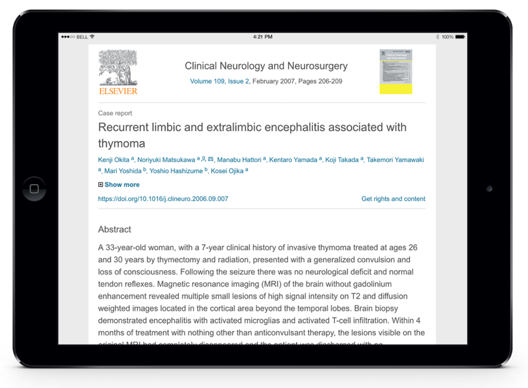 BELL
4:21 PM
100%
ELSEVIER
Clinical Neurology and Neurosurgery
Volume 109, Issue 2, February 2007, Pages 206-209
Case report
Recurrent limbic and extralimbic encephalitis associated with
thymoma
Kenji Okita a, Noriyuki Matsukawa a, Manabu Hattori a, Kentaro Yamada a, Koji Takada a, Takemori Yamawaki
a, Mari Yoshida b, Yoshio Hashizume b, Kosei Ojika a
Show more
https://doi.org/10.1016/j.clineuro.2006.09.007
Get rights and content
Abstract
A 33-year-old woman, with a 7-year clinical history of invasive thymoma treated at ages 26
and 30 years by thymectomy and radiation, presented with a generalized convulsion and
loss of consciousness. Following the seizure there was no neurological deficit and normal
tendon reflexes. Magnetic resonance imaging (MRI) of the brain without gadolinium
enhancement revealed multiple small lesions of high signal intensity on T2 and diffusion
weighted images located in the cortical area beyond the temporal lobes. Brain biopsy
demonstrated encephalitis with activated microglias and activated T-cell infiltration. Within 4
months of treatment with nothing other than anticonvulsant therapy, the lesions visible on the